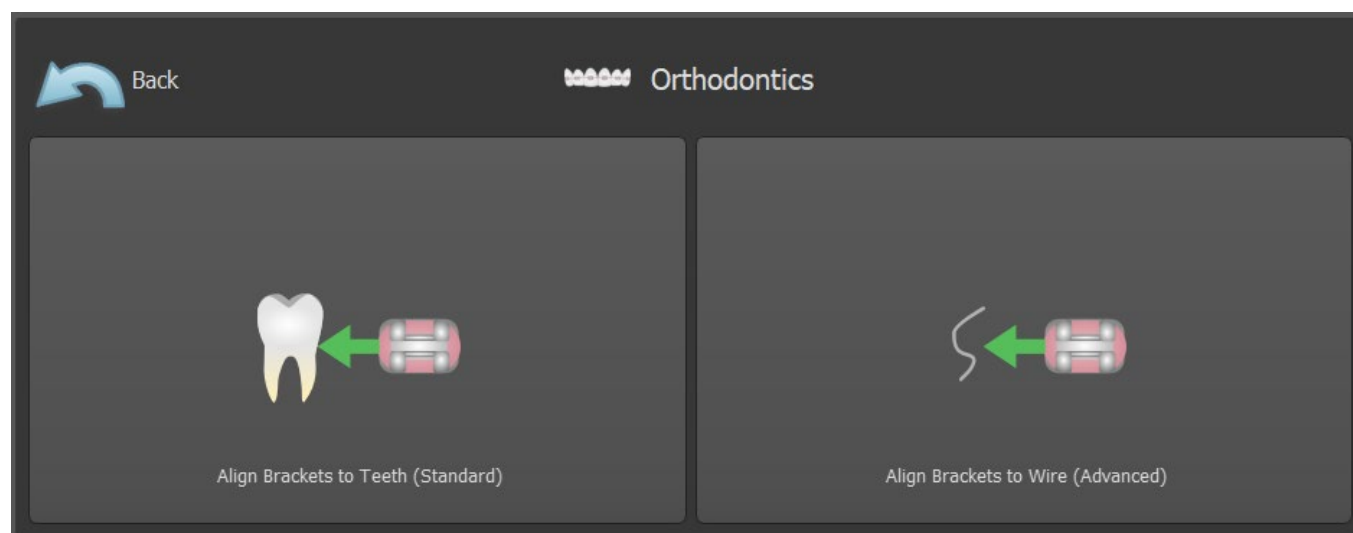 Back
Orthodontics
Align Brackets to Teeth (Standard)
Align Brackets to Wire (Advanced)